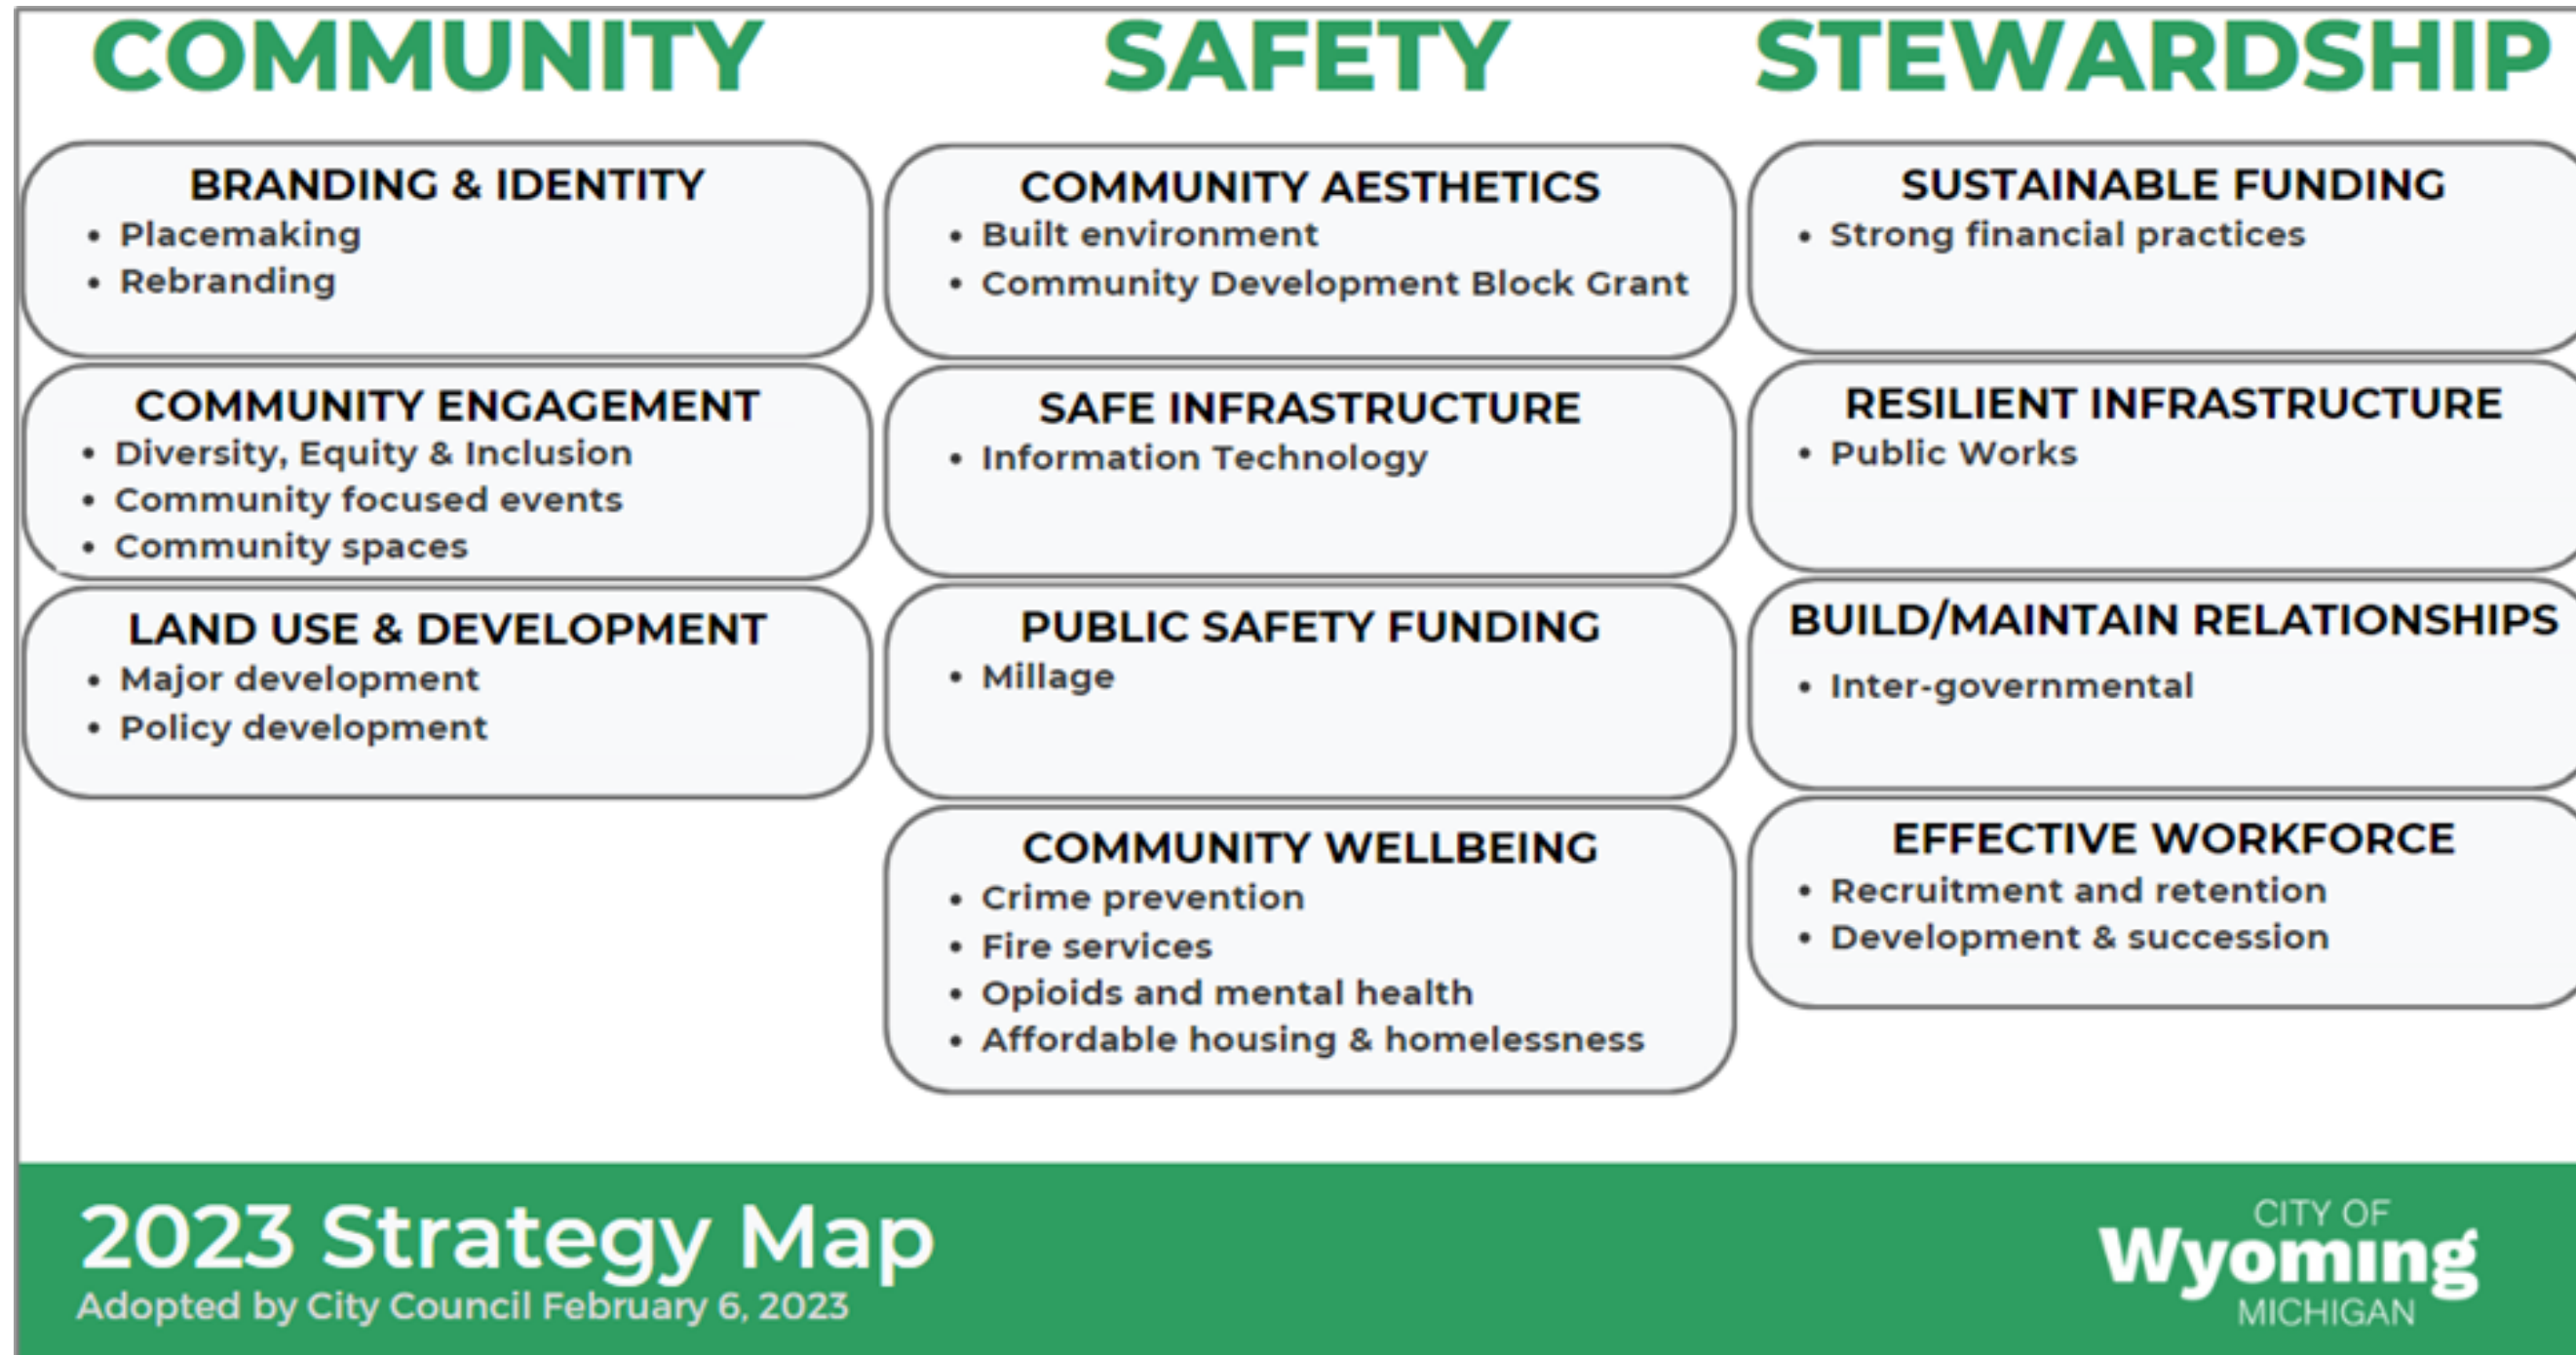 COMMUNITY
BRANDING & IDENTITY
• Placemaking
• Rebranding
COMMUNITY ENGAGEMENT
• Diversity, Equity & Inclusion
• Community focused events
• Community spaces
LAND USE & DEVELOPMENT
• Major development
• Policy development
SAFETY
COMMUNITY AESTHETICS
• Built environment
• Community Development Block Grant
SAFE INFRASTRUCTURE
• Information Technology
PUBLIC SAFETY FUNDING
• Millage
COMMUNITY WELLBEING
• Crime prevention
• Fire services
• Opioids and mental health
• Affordable housing & homelessness
STEWARDSHIP
SUSTAINABLE FUNDING
• Strong financial practices
RESILIENT INFRASTRUCTURE
• Public Works
BUILD/MAINTAIN RELATIONSHIPS
• Inter-governmental
EFFECTIVE WORKFORCE
• Recruitment and retention
• Development & succession
2023 Strategy Map
Adopted by City Council February 6, 2023
CITY OF
Wyoming
MICHIGAN